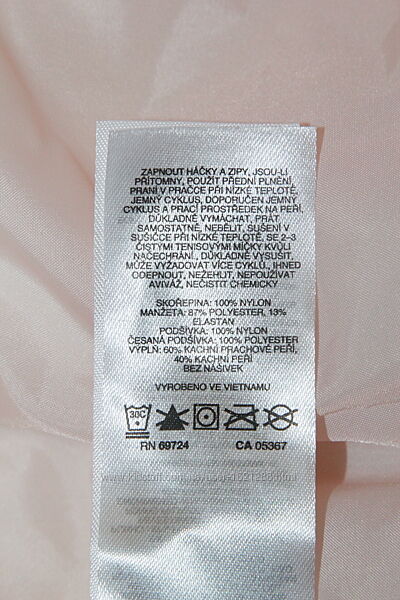 ZAPNOUT HÁČKY A ZIPY, JSOU-LI
PŘÍTOMNY, POUŽÍT PŘEDNÍ PLNĚNÍ,
PRANÍ V PRAČCE PŘI NÍZKÉ TEPLOTĚ,
JEMNÝ CYKLUS, DOPORUČEN JEMNÝ
CYKLUS A PRACÍ PROSTŘEDEK NA PEŘÍ,
DŮKLADNĚ VYMÁCHAT, PRÁT
SAMOSTATNĚ, NEBĚLIT, SUŠENÍ V
SUŠIČCE PŘI NÍZKÉ TEPLOTĚ, SE 2–3
ČISTÝMI TENISOVÝMI MÍČKY KVŮLI
NAČECHRÁNÍ., DŮKLADNĚ VYSUŠIT,
MŮŽE VYŽADOVAT VÍCE CYKLŮ., IHNED
ODEPNOUT, NEŽEHLIT, NEPOUŽÍVAT
AVIVÁŽ, NEČISTIT CHEMICKY
SKOŘEPINA: 100% NYLON
MANŽETA: 87% POLYESTER, 13%
ELASTAN
PODŠÍVKA: 100% NYLON
ČESANÁ PODŠÍVKA: 100% POLYESTER
VÝPLŇ: 60% KACHNÍ PRACHOVÉ PEŘÍ,
40% KACHNÍ PEŘÍ
BEZ NÁŠIVEK
VYROBENO VE VIETNAMU
30C
RN 69724 CA 05367